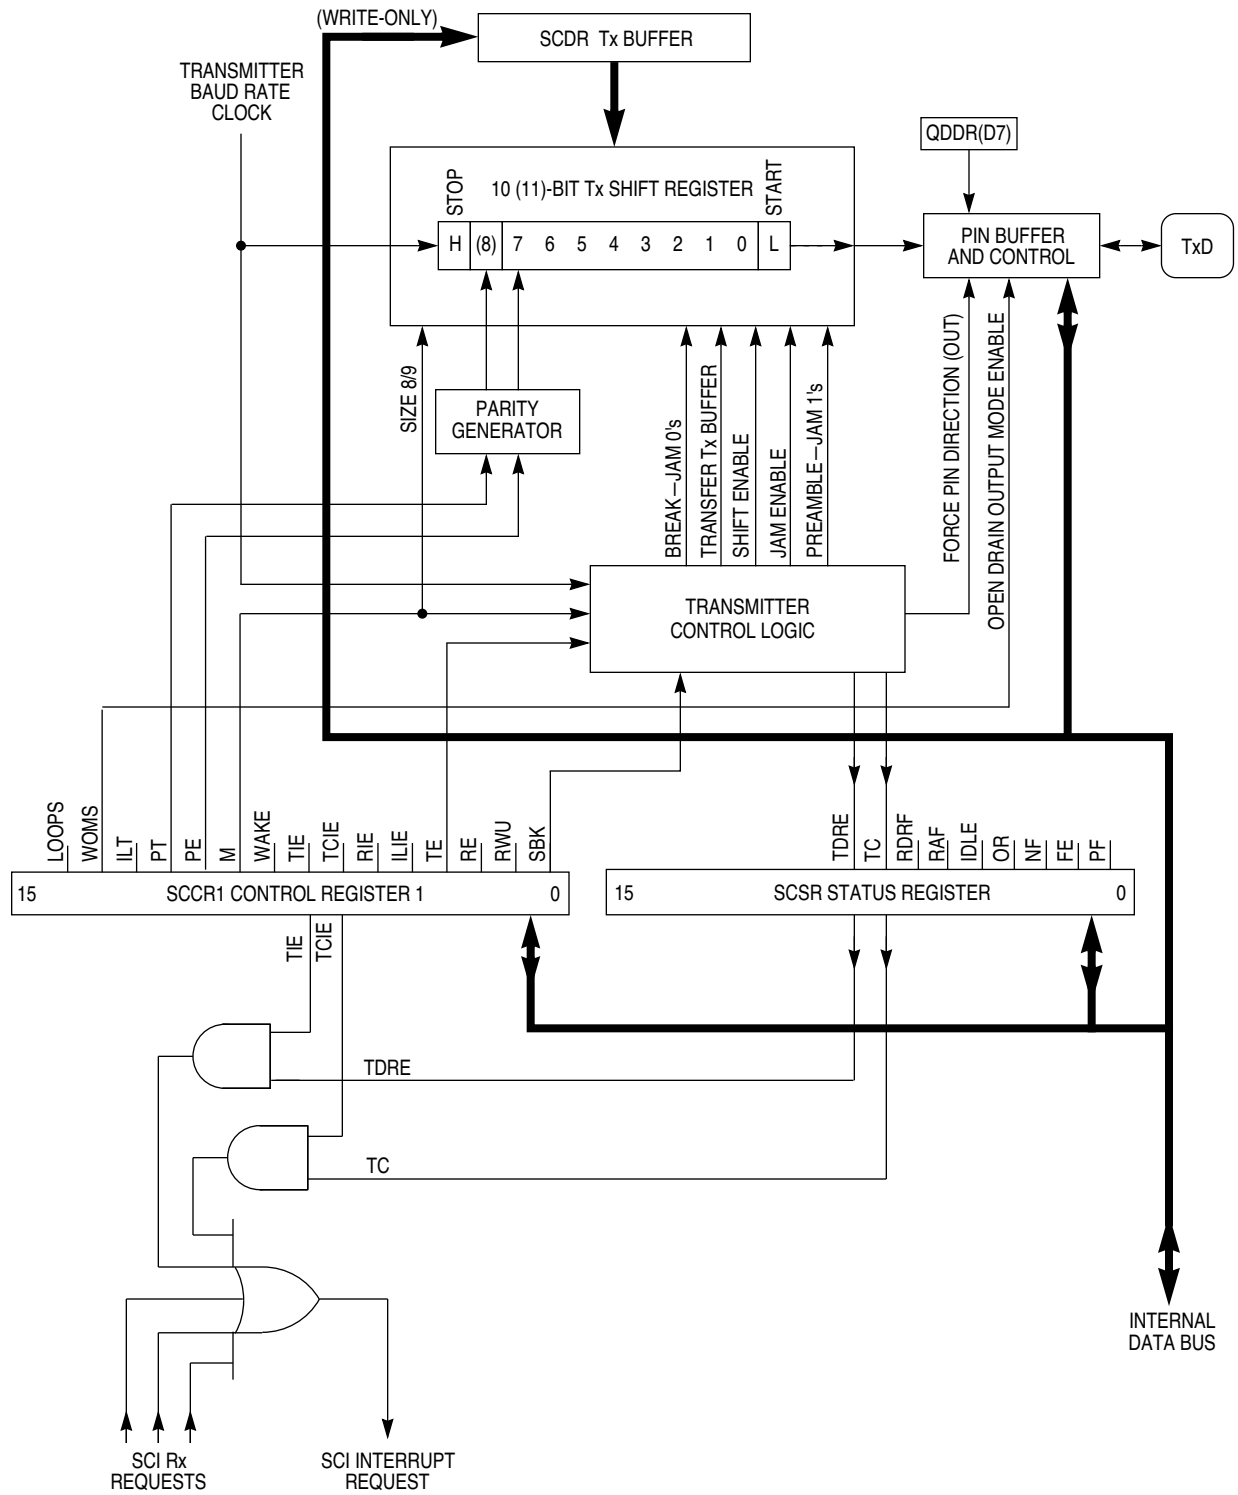 (WRITE-ONLY)
SCDR Tx BUFFER
TRANSMITTER
BAUD RATE
CLOCK
QDDR(D7)
10 (11)-BIT Tx SHIFT REGISTER
STOP
START
H (8) 7 6 5 4 3 2 1 0 L
PIN BUFFER
AND CONTROL
TxD
SIZE 8/9
PARITY
GENERATOR
BREAK—JAM 0's
TRANSFER Tx BUFFER
SHIFT ENABLE
JAM ENABLE
PREAMBLE—JAM 1's
FORCE PIN DIRECTION (OUT)
OPEN DRAIN OUTPUT MODE ENABLE
TRANSMITTER
CONTROL LOGIC
LOOPS
WOMS
ILT
PT
PE
M
WAKE
TIE
TCIE
RIE
ILIE
TE
RE
RWU
SBK
TDRE
TC
RDRF
RAF
IDLE
OR
NF
FE
PF
15 SCCR1 CONTROL REGISTER 1 0
15 SCSR STATUS REGISTER 0
TIE
TCIE
TDRE
TC
INTERNAL
DATA BUS
SCI Rx
REQUESTS
SCI INTERRUPT
REQUEST